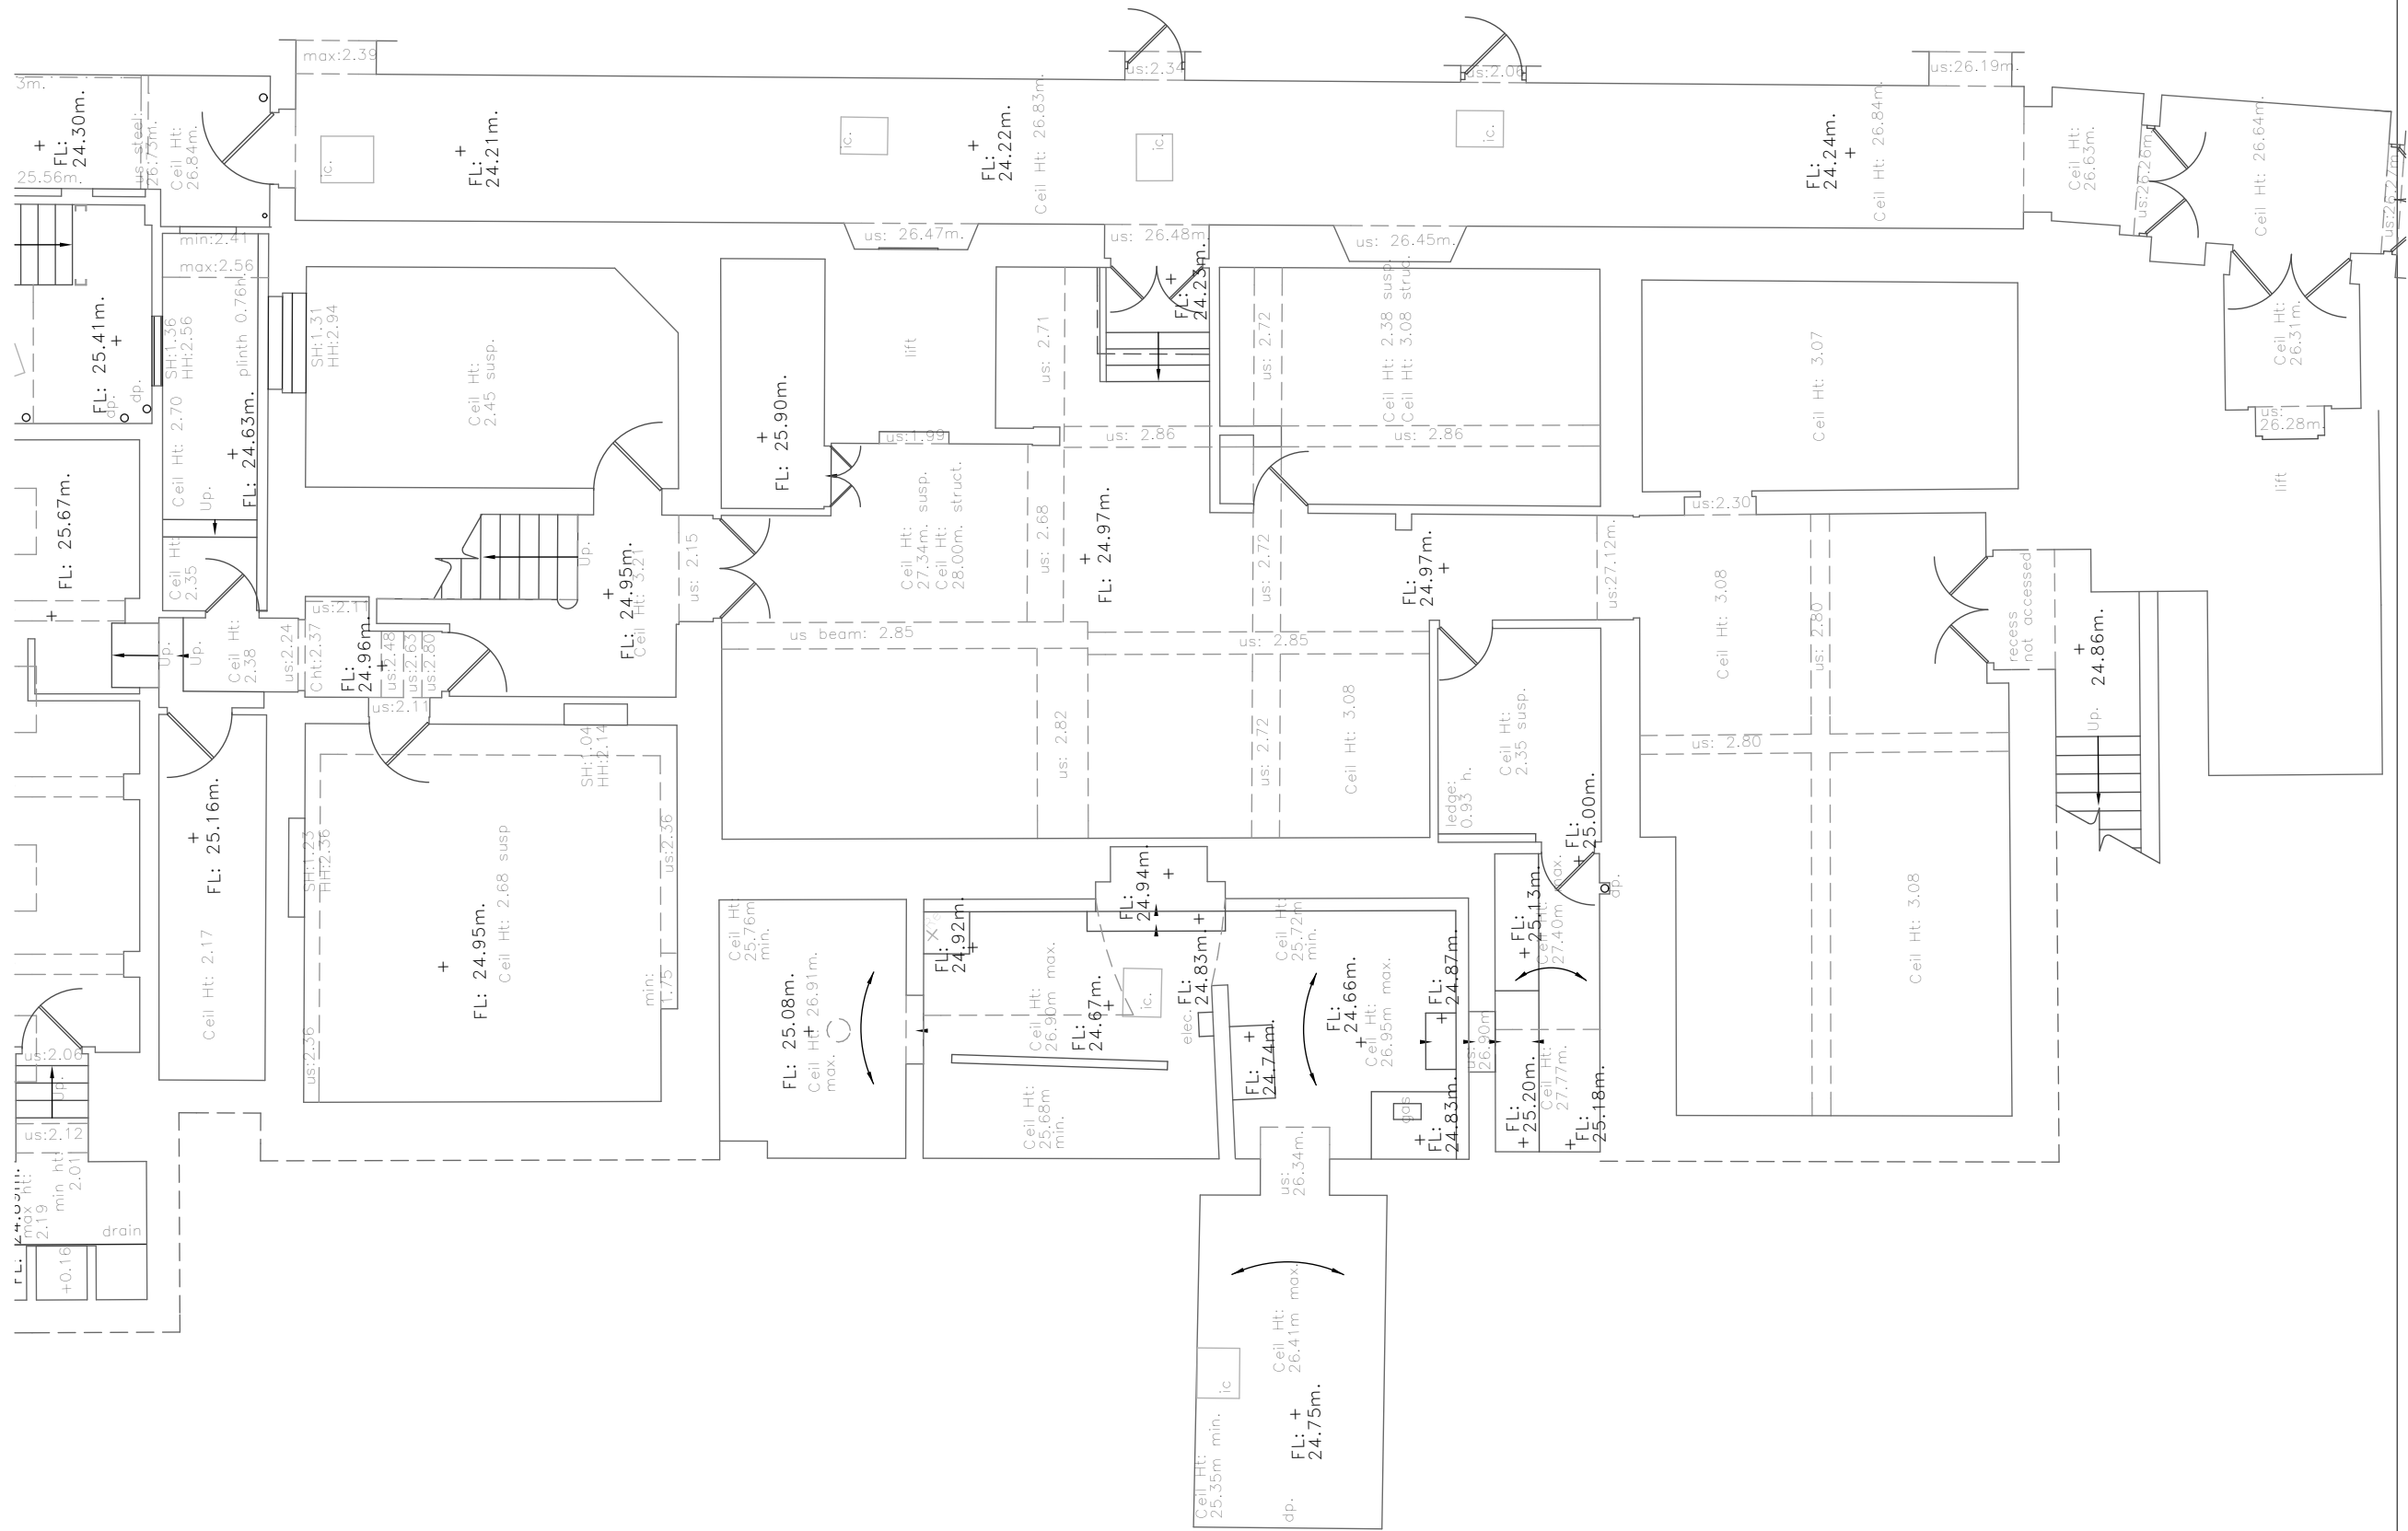 3m.
FL:
24.30m.
25.56m.
us steel:
26.73m.
Ceil Ht:
26.84m.
max:2.39
ic.
FL:
24.21m.
ic.
FL:
24.22m.
Ceil Ht: 26.83m.
us:2.34
ic.
us:2.06
ic.
FL:
24.24m.
Ceil Ht: 26.84m.
us:26.19m.
Ceil Ht:
26.63m.
us:26.26m.
Ceil Ht: 26.64m.
us:26.27m.
min:2.41
max:2.56
us: 26.47m.
us: 26.48m.
us: 26.45m.
FL:
24.23m.
FL: 25.41m.
dp.
dp.
SH:1.36
HH:2.56
plinth 0.76h.
Ceil Ht: 2.70
Up.
FL: 24.63m.
SH:1.31
HH:2.94
Ceil Ht:
2.45 susp.
FL: 25.90m.
lift
us: 2.71
us: 2.72
Ceil Ht: 2.38 susp.
Ceil Ht: 3.08 struc.
Ceil Ht: 3.07
Ceil Ht:
26.31m.
us:
26.28m.
lift
us:1.99
us: 2.86
us: 2.86
FL: 25.67m.
Ceil Ht:
2.35
Up.
FL: 24.95m.
Ceil Ht: 3.21
us: 2.15
Ceil Ht:
27.34m. susp.
Ceil Ht:
28.00m. struct.
us: 2.68
FL: 24.97m.
us: 2.72
FL:
24.97m.
us:27.12m.
us:2.30
Ceil Ht: 3.08
us: 2.80
recess
not accessed
24.86m.
Up.
Up.
Up.
Ceil Ht:
2.38
us:2.24
us:2.11
Cht:2.37
FL:
24.96m.
us:2.48
us:2.63
us:2.80
us:2.11
us beam: 2.85
us: 2.85
us: 2.82
us: 2.72
Ceil Ht: 3.08
Ceil Ht:
2.35 susp.
ledge:
0.93 h.
us: 2.80
FL: 25.16m.
Ceil Ht: 2.17
SH:1.23
HH:2.36
SH:1.04
HH:2.14
FL: 24.95m.
Ceil Ht: 2.68 susp
us:2.36
us:2.36
min:
1.75
Ceil Ht:
25.76m
min.
FL: 25.08m.
Ceil Ht: 26.91m.
max.
FL:
24.92m.
FL:
24.94m.
Ceil Ht:
26.90m max.
FL:
24.67m.
ic.
elec.
FL:
24.83m.
Ceil Ht:
25.72m
min.
FL:
24.66m.
Ceil Ht:
26.95m max.
FL:
24.87m.
FL:
24.74m.
Ceil Ht:
25.68m
min.
gas
FL:
24.83m.
us:
26.90m
FL:
25.13m.
FL:
25.00m.
Ceil Ht:
27.40m max.
dp.
FL:
25.20m.
Ceil Ht:
27.77m.
FL:
25.18m.
Ceil Ht: 3.08
us:2.06
Up.
us:2.12
max ht:
2.19
min ht:
2.01
drain
+0.16
us:
26.34m.
Ceil Ht:
26.41m max.
ic
FL:
24.75m.
Ceil Ht:
25.35m min.
dp.